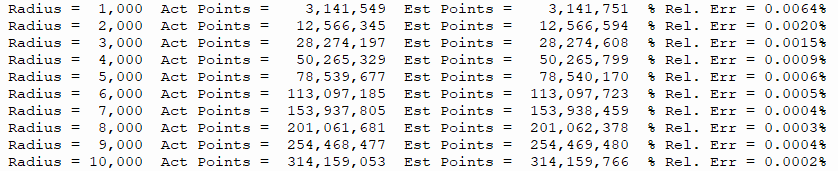 Radius =  1,000  Act Points =    3,141,549  Est Points =    3,141,751  % Rel. Err = 0.0064%
Radius =  2,000  Act Points =   12,566,345  Est Points =   12,566,594  % Rel. Err = 0.0020%
Radius =  3,000  Act Points =   28,274,197  Est Points =   28,274,608  % Rel. Err = 0.0015%
Radius =  4,000  Act Points =   50,265,329  Est Points =   50,265,799  % Rel. Err = 0.0009%
Radius =  5,000  Act Points =   78,539,677  Est Points =   78,540,170  % Rel. Err = 0.0006%
Radius =  6,000  Act Points =  113,097,185  Est Points =  113,097,723  % Rel. Err = 0.0005%
Radius =  7,000  Act Points =  153,937,805  Est Points =  153,938,459  % Rel. Err = 0.0004%
Radius =  8,000  Act Points =  201,061,681  Est Points =  201,062,378  % Rel. Err = 0.0003%
Radius =  9,000  Act Points =  254,468,477  Est Points =  254,469,480  % Rel. Err = 0.0004%
Radius = 10,000  Act Points =  314,159,053  Est Points =  314,159,766  % Rel. Err = 0.0002%